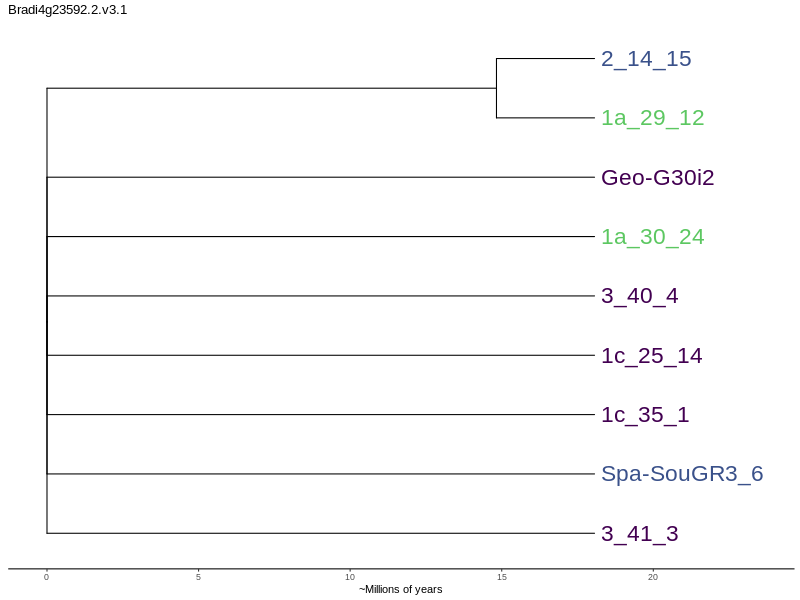 Bradi4g23592.2.v3.1
2_14_15
1a_29_12
Geo-G30i2
1a_30_24
3_40_4
1c_25_14
1c_35_1
Spa-SouGR3_6
3_41_3
0 5 10 15 20
~Millions of years